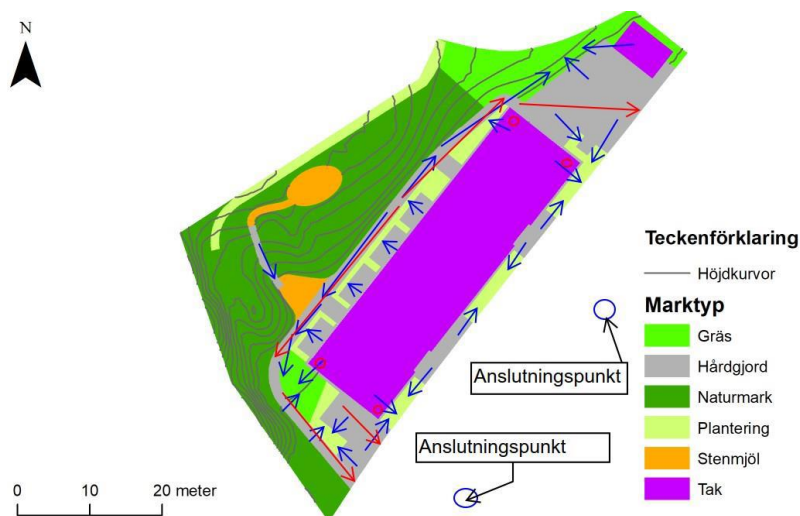 N
Teckenförklaring
Höjdkurvor
Marktyp
Gräs
Hårdgjord
Naturmark
Plantering
Stenmjöl
Tak
Anslutningspunkt
Anslutningspunkt
0 10 20 meter